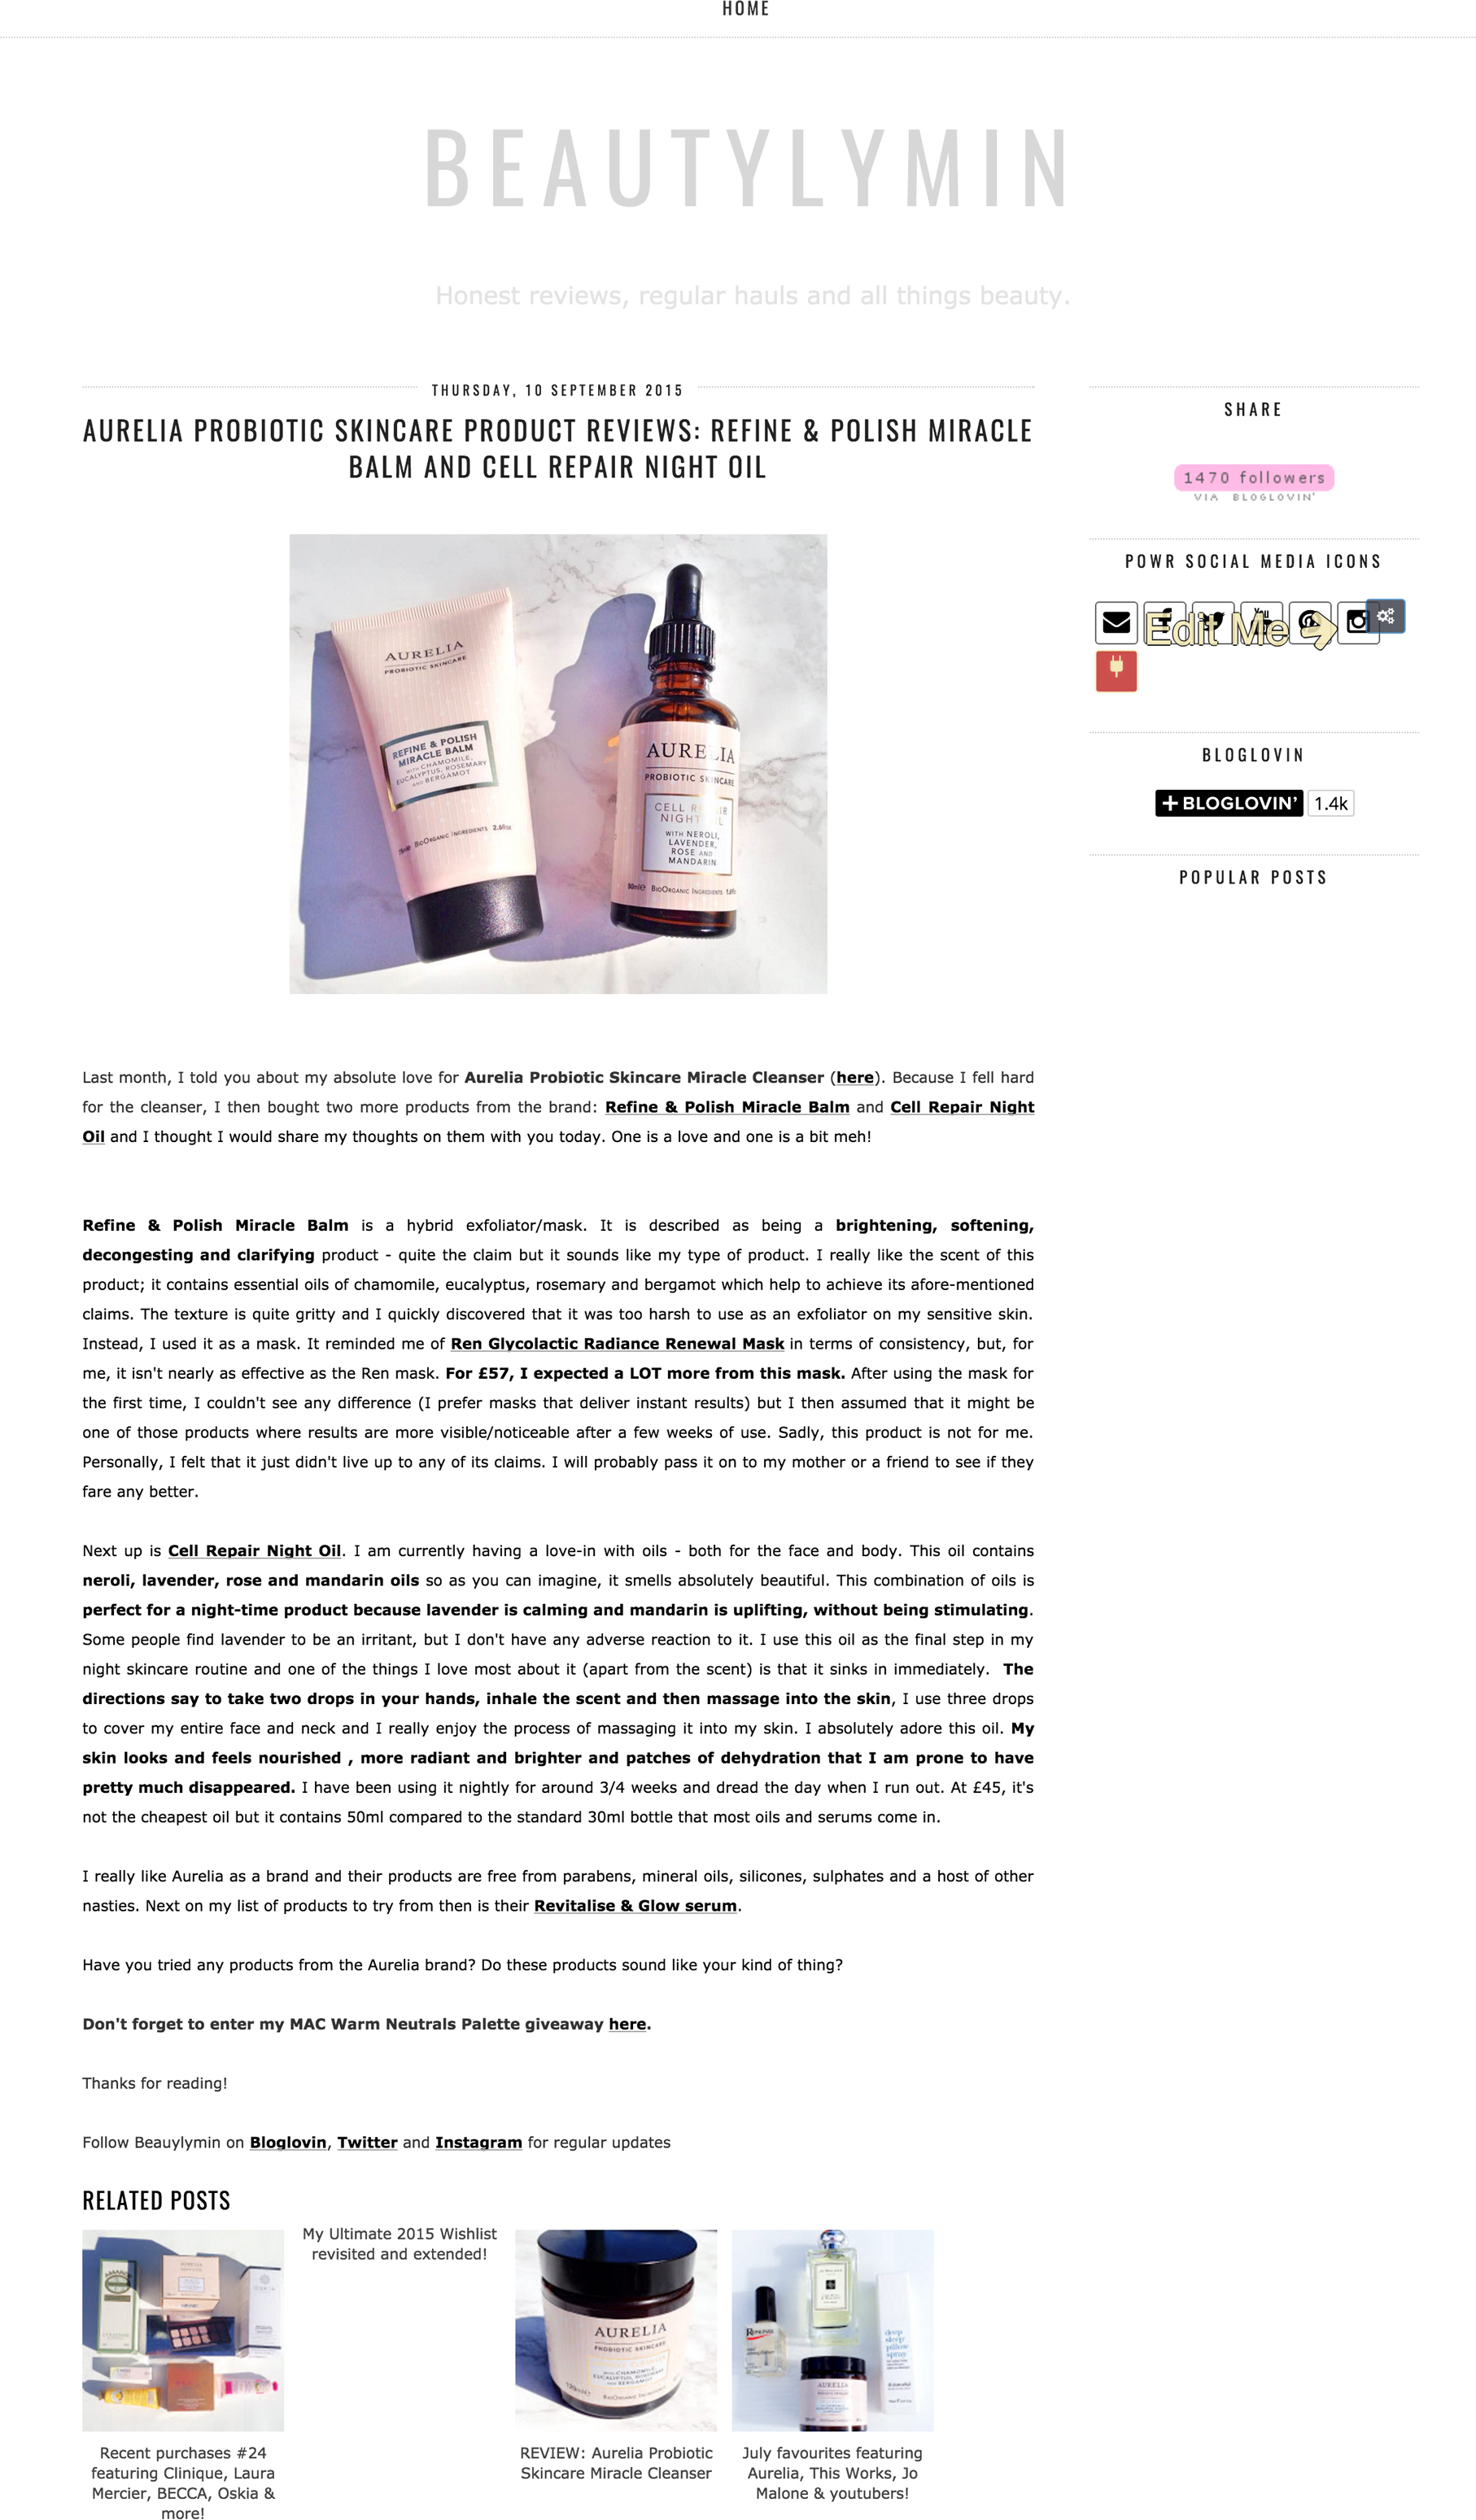 HOME
BEAUTYLYMIN
Honest reviews, regular hauls and all things beauty.
THURSDAY, 10 SEPTEMBER 2015
AURELIA PROBIOTIC SKINCARE PRODUCT REVIEWS: REFINE & POLISH MIRACLE
BALM AND CELL REPAIR NIGHT OIL
AURELIA
PROBIOTIC SKINCARE
REFINE & POLISH
MIRACLE BALM
WITH CHAMOMILE,
EUCALYPTUS, ROSEMARY
AND BERGAMOT
BIOORGANIC INGREDIENTS 2.6floz
AURELIA
PROBIOTIC SKINCARE
CELL REPAIR
NIGHT OIL
WITH NEROLI,
LAVENDER,
ROSE AND
MANDARIN
50mle BIOORGANIC INGREDIENTS
Last month, I told you about my absolute love for Aurelia Probiotic Skincare Miracle Cleanser (here). Because I fell hard
for the cleanser, I then bought two more products from the brand: Refine & Polish Miracle Balm and Cell Repair Night
Oil and I thought I would share my thoughts on them with you today. One is a love and one is a bit meh!
Refine & Polish Miracle Balm is a hybrid exfoliator/mask. It is described as being a brightening, softening,
decongesting and clarifying product - quite the claim but it sounds like my type of product. I really like the scent of this
product; it contains essential oils of chamomile, eucalyptus, rosemary and bergamot which help to achieve its afore-mentioned
claims. The texture is quite gritty and I quickly discovered that it was too harsh to use as an exfoliator on my sensitive skin.
Instead, I used it as a mask. It reminded me of Ren Glycolactic Radiance Renewal Mask in terms of consistency, but, for
me, it isn't nearly as effective as the Ren mask. For £57, I expected a LOT more from this mask. After using the mask for
the first time, I couldn't see any difference (I prefer masks that deliver instant results) but I then assumed that it might be
one of those products where results are more visible/noticeable after a few weeks of use. Sadly, this product is not for me.
Personally, I felt that it just didn't live up to any of its claims. I will probably pass it on to my mother or a friend to see if they
fare any better.
Next up is Cell Repair Night Oil. I am currently having a love-in with oils - both for the face and body. This oil contains
neroli, lavender, rose and mandarin oils so as you can imagine, it smells absolutely beautiful. This combination of oils is
perfect for a night-time product because lavender is calming and mandarin is uplifting, without being stimulating.
Some people find lavender to be an irritant, but I don't have any adverse reaction to it. I use this oil as the final step in my
night skincare routine and one of the things I love most about it (apart from the scent) is that it sinks in immediately. The
directions say to take two drops in your hands, inhale the scent and then massage into the skin, I use three drops
to cover my entire face and neck and I really enjoy the process of massaging it into my skin. I absolutely adore this oil. My
skin looks and feels nourished , more radiant and brighter and patches of dehydration that I am prone to have
pretty much disappeared. I have been using it nightly for around 3/4 weeks and dread the day when I run out. At £45, it's
not the cheapest oil but it contains 50ml compared to the standard 30ml bottle that most oils and serums come in.
I really like Aurelia as a brand and their products are free from parabens, mineral oils, silicones, sulphates and a host of other
nasties. Next on my list of products to try from then is their Revitalise & Glow serum.
Have you tried any products from the Aurelia brand? Do these products sound like your kind of thing?
Don't forget to enter my MAC Warm Neutrals Palette giveaway here.
Thanks for reading!
Follow Beauylymin on Bloglovin, Twitter and Instagram for regular updates
RELATED POSTS
Recent purchases #24
featuring Clinique, Laura
Mercier, BECCA, Oskia &
more!
My Ultimate 2015 Wishlist
revisited and extended!
AURELIA
PROBIOTIC SKINCARE
REVIEW: Aurelia Probiotic
Skincare Miracle Cleanser
deep
sleep
pillow
spray
AURELIA
July favourites featuring
Aurelia, This Works, Jo
Malone & youtubers!
SHARE
1470 followers
VIA BLOGLOVIN'
POWR SOCIAL MEDIA ICONS
You
Edit Me
BLOGLOVIN
+ BLOGLOVIN' 1.4k
POPULAR POSTS